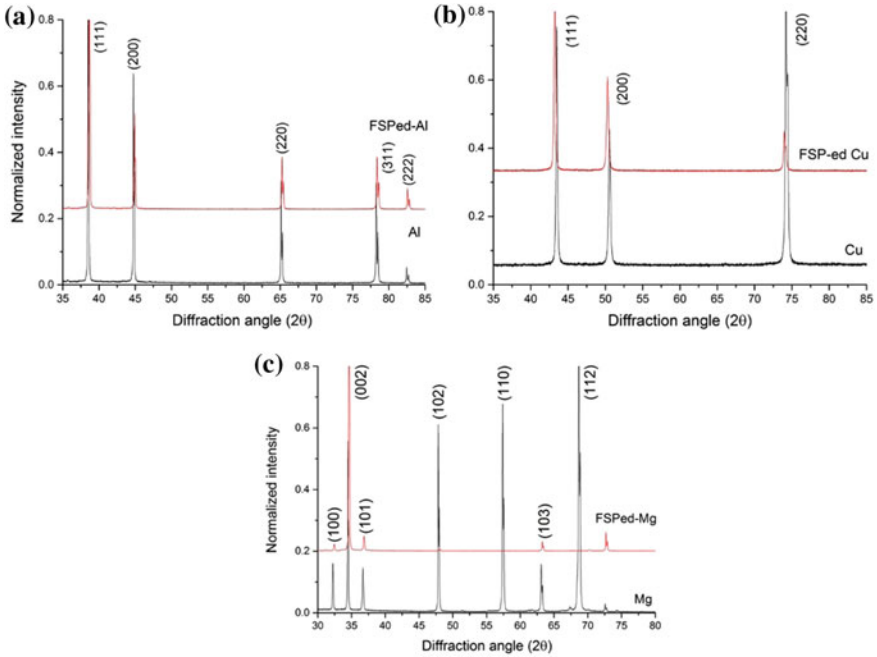 (a)
(111)
(200)
(220)
(311)
(222)
FSPed-Al
Al
Normalized intensity
0.8
0.6
0.4
0.2
0.0
35 40 45 50 55 60 65 70 75 80 85
Diffraction angle (2θ)
(b)
(111)
(200)
(220)
FSP-ed Cu
Cu
Normalized intensity
0.8
0.6
0.4
0.2
0.0
35 45 55 65 75 85
Diffraction angle (2θ)
(c)
(100)
(002)
(101)
(102)
(110)
(103)
(112)
FSPed-Mg
Mg
Normalized intensity
0.8
0.6
0.4
0.2
0.0
30 35 40 45 50 55 60 65 70 75 80
Diffraction angle (2θ)